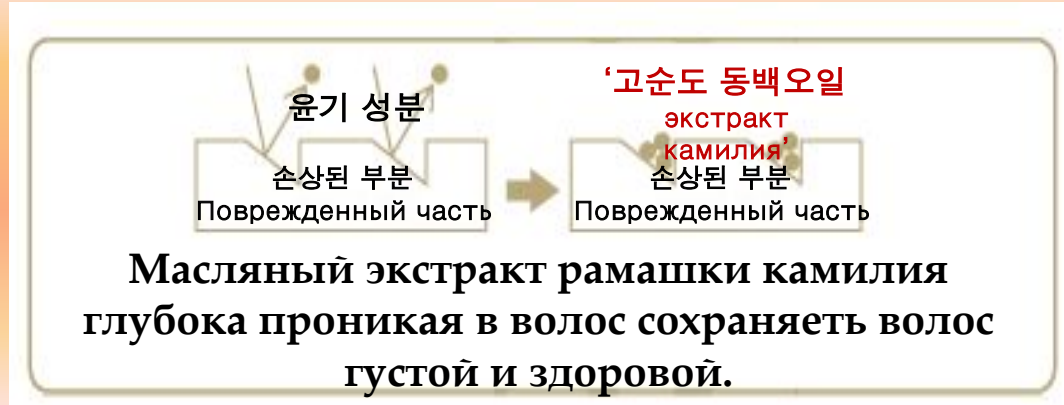 윤기 성분
손상된 부분
Поврежденный часть
‘고순도 동백오일
экстракт
камилия’
손상된 부분
Поврежденный часть
Масляный экстракт рамашки камилия
глубока проникая в волос сохраняеть волос
густой и здоровой.